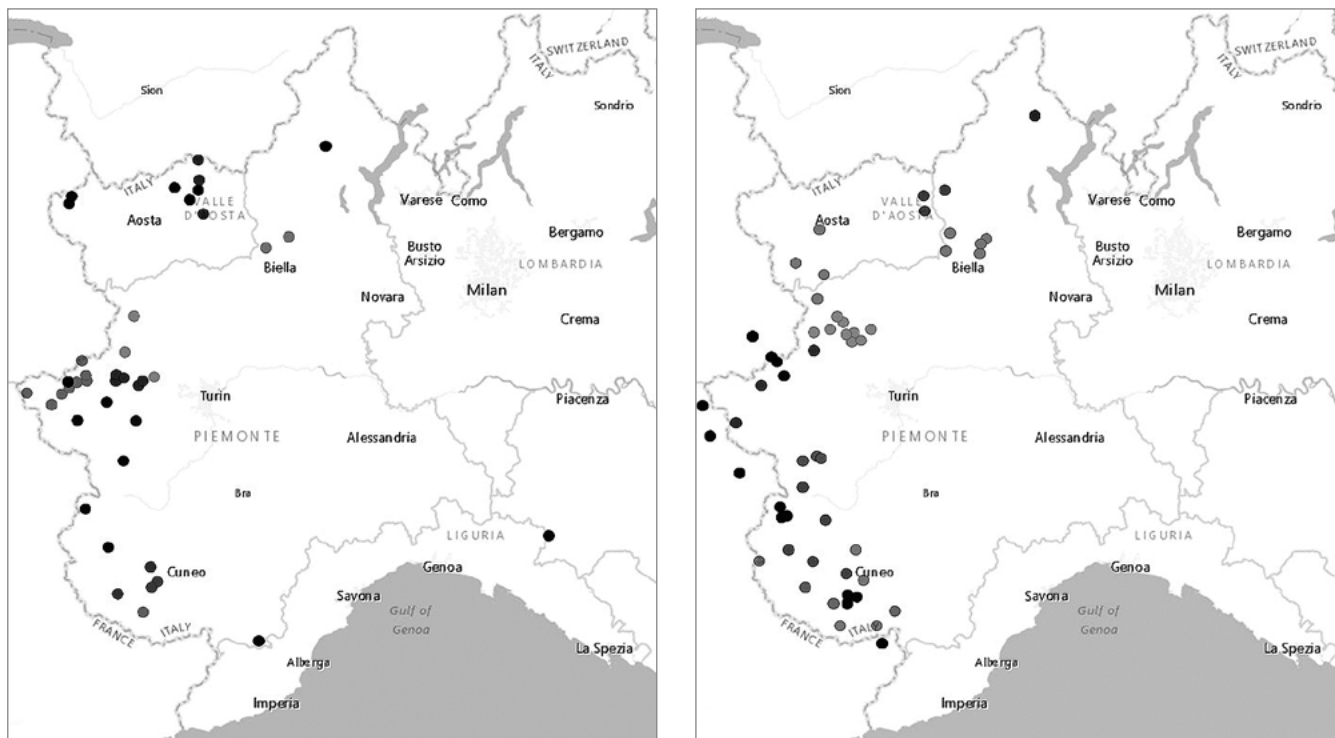 SWITZERLAND
ITALY
Sion
Sondrio
ITALY
VALLE
D'AOSTA
Aosta
Varese
Como
Bergamo
Busto
Arsizio
LOMBARDIA
Biella
Milan
Novara
Crema
Turin
Piacenza
PIEMONTE
Alessandria
Bra
LIGURIA
Cuneo
Genoa
Savona
Gulf of
Genoa
FRANCE
ITALY
Alberga
La Spezia
Imperia
SWITZERLAND
ITALY
Sion
Sondrio
ITALY
VALLE
D'AOSTA
Aosta
Varese
Como
Bergamo
Busto
Arsizio
LOMBARDIA
Biella
Milan
Novara
Crema
Turin
Piacenza
PIEMONTE
Alessandria
Bra
LIGURIA
Cuneo
Genoa
Savona
Gulf of
Genoa
FRANCE
ITALY
Alberga
La Spezia
Imperia